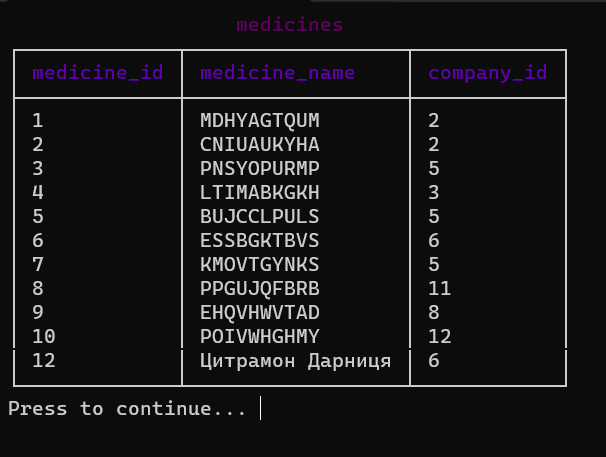 medicines
medicine_id medicine_name company_id
1 MDHYAGTQUM 2
2 CNIUAUKYHA 2
3 PNSYOPURMP 5
4 LTIMABKGKH 3
5 BUJCCLPULS 5
6 ESSBGKTBVS 6
7 KMOVTGYNKS 5
8 PPGUJQFBRB 11
9 EHQVHWVTAD 8
10 POIVWHGHMY 12
12 Цитрамон Дарниця 6
Press to continue...